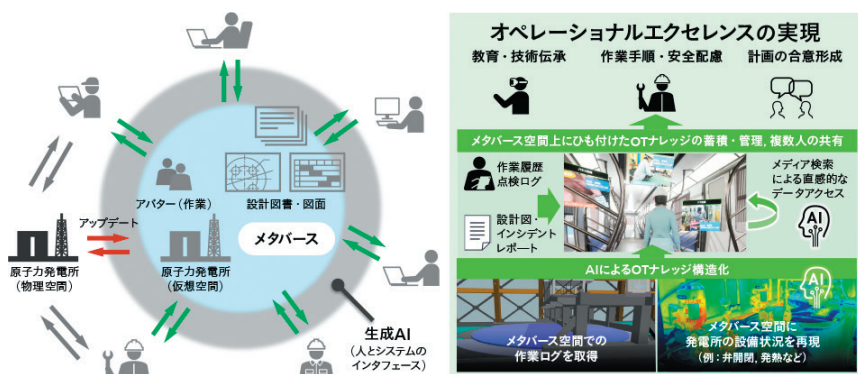 アップデート
原子力発電所
(物理空間)
アバター(作業)
設計図書・図面
メタバース
原子力発電所
(仮想空間)
生成AI
(人とシステムの
インタフェース)
オペレーショナルエクセレンスの実現
教育・技術伝承
作業手順・安全配慮
計画の合意形成
メタバース空間上にひも付けたOTナレッジの蓄積・管理,複数人の共有
作業履歴
点検ログ
設計図・
インシデント
レポート
メディア検索
による直感的な
データアクセス
AI
AIによるOTナレッジ構造化
メタバース空間での
作業ログを取得
AI
メタバース空間に
発電所の設備状況を再現
(例:弁開閉,発熱など)